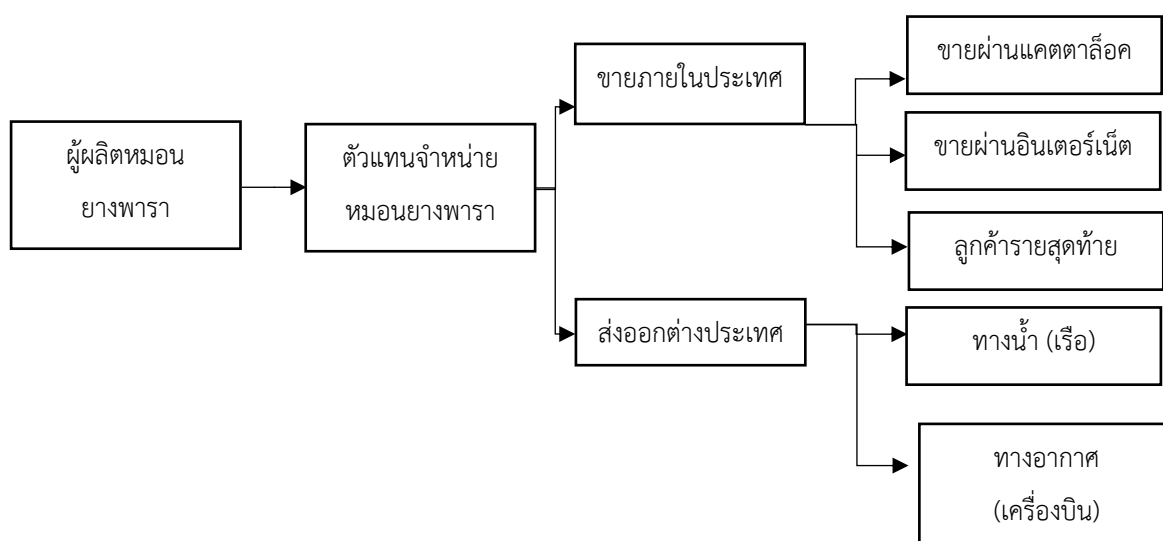 ผู้ผลิตหมอน
ยางพารา
ตัวแทนจำหน่าย
หมอนยางพารา
ขายภายในประเทศ
ส่งออกต่างประเทศ
ขายผ่านแคตตาล็อค
ขายผ่านอินเตอร์เน็ต
ลูกค้ารายสุดท้าย
ทางน้ำ (เรือ)
ทางอากาศ
(เครื่องบิน)